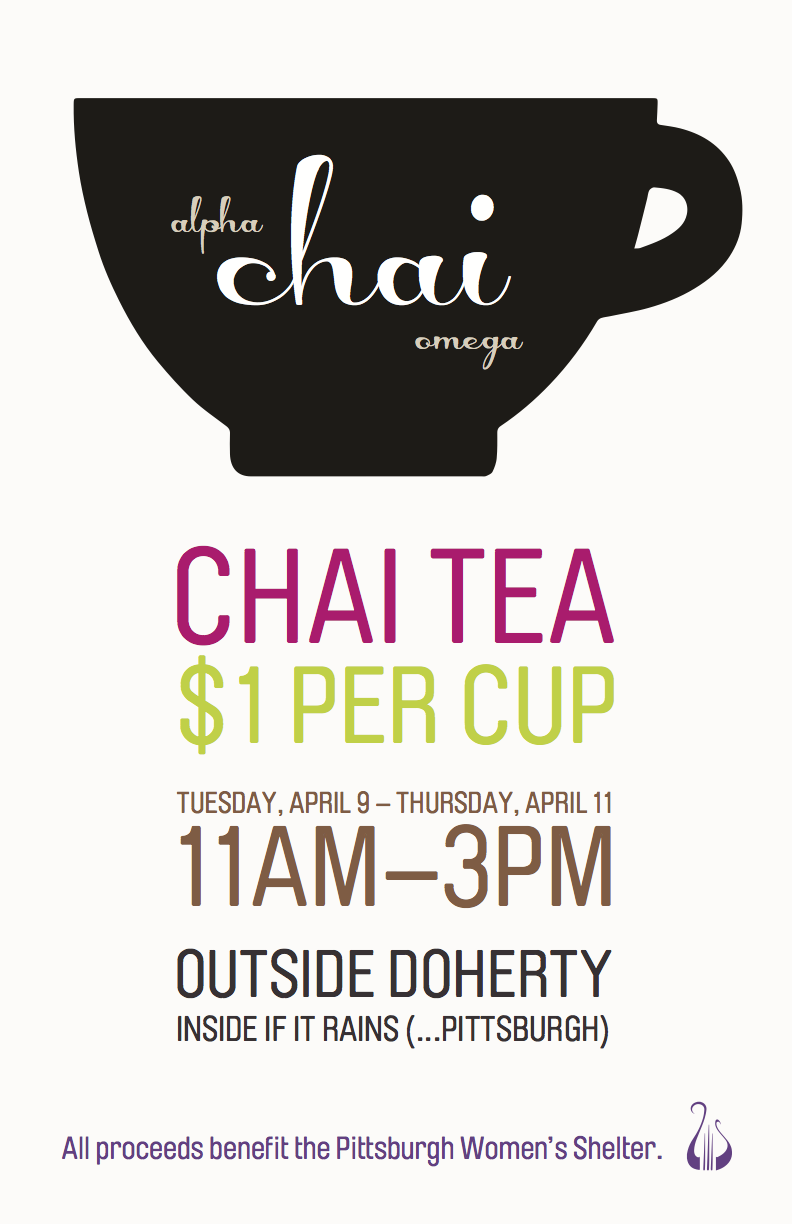 alpha
chai
omega
CHAI TEA
$1 PER CUP
TUESDAY, APRIL 9 – THURSDAY, APRIL 11
11AM–3PM
OUTSIDE DOHERTY
INSIDE IF IT RAINS (...PITTSBURGH)
All proceeds benefit the Pittsburgh Women's Shelter.